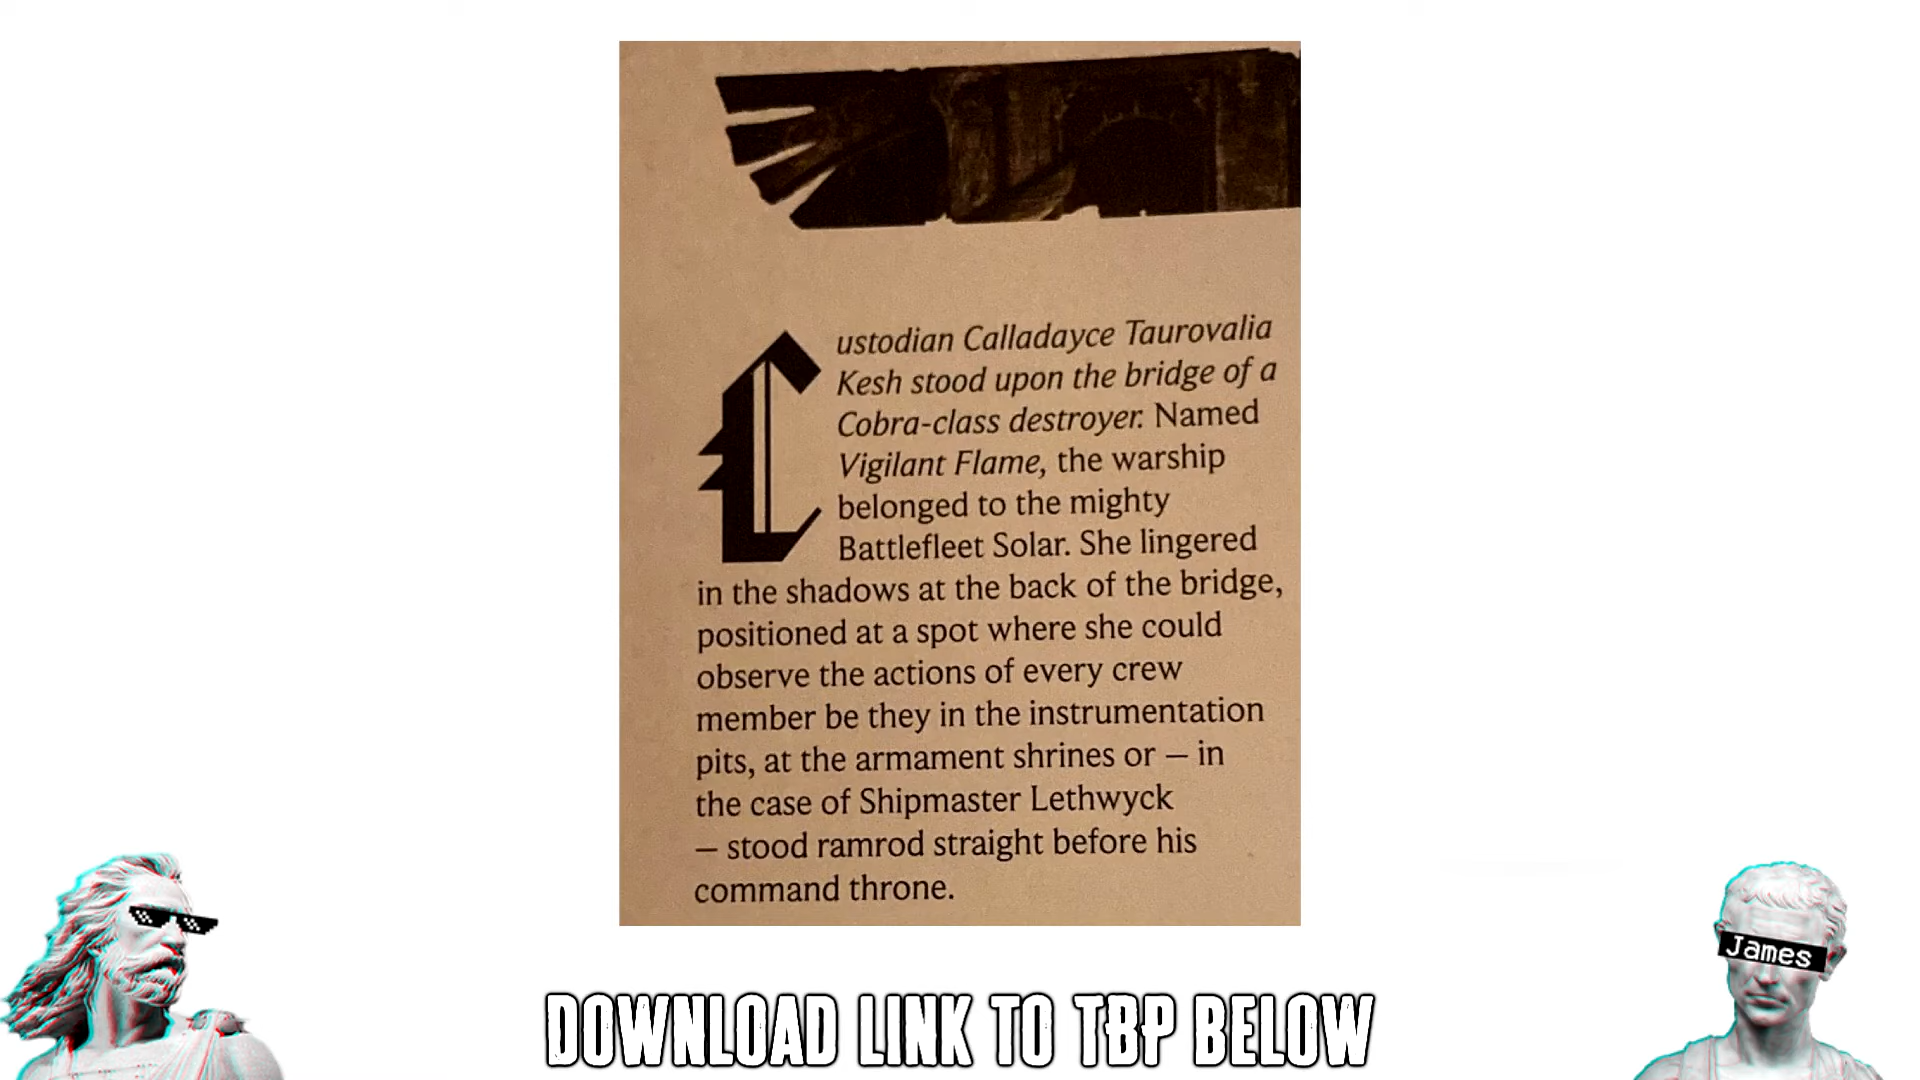 Custodian Calladayce Taurovalia
Kesh stood upon the bridge of a
Cobra-class destroyer. Named
Vigilant Flame, the warship
belonged to the mighty
Battlefleet Solar. She lingered
in the shadows at the back of the bridge,
positioned at a spot where she could
observe the actions of every crew
member be they in the instrumentation
pits, at the armament shrines or – in
the case of Shipmaster Lethwyck
– stood ramrod straight before his
command throne.
James
DOWNLOAD LINK TO TBP BELOW